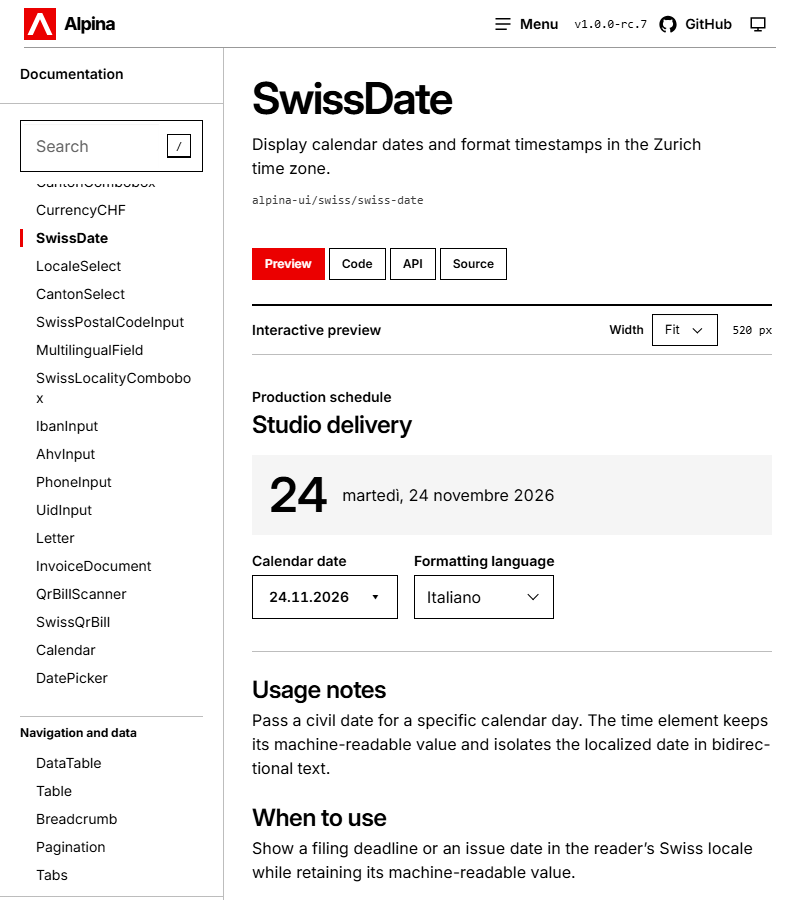 Alpina
Menu
v1.0.0-rc.7
GitHub
Documentation
Search
/
CantonCombobox
CurrencyCHF
SwissDate
LocaleSelect
CantonSelect
SwissPostalCodeInput
MultilingualField
SwissLocalityCombobo
x
IbanInput
AhvInput
PhoneInput
UidInput
Letter
InvoiceDocument
QrBillScanner
SwissQrBill
Calendar
DatePicker
Navigation and data
DataTable
Table
Breadcrumb
Pagination
Tabs
SwissDate
Display calendar dates and format timestamps in the Zurich
time zone.
alpina-ui/swiss/swiss-date
Preview
Code
API
Source
Interactive preview
Width
Fit
520 px
Production schedule
Studio delivery
24
martedì, 24 novembre 2026
Calendar date
Formatting language
24.11.2026
Italiano
Usage notes
Pass a civil date for a specific calendar day. The time element keeps
its machine-readable value and isolates the localized date in bidirec-
tional text.
When to use
Show a filing deadline or an issue date in the reader’s Swiss locale
while retaining its machine-readable value.